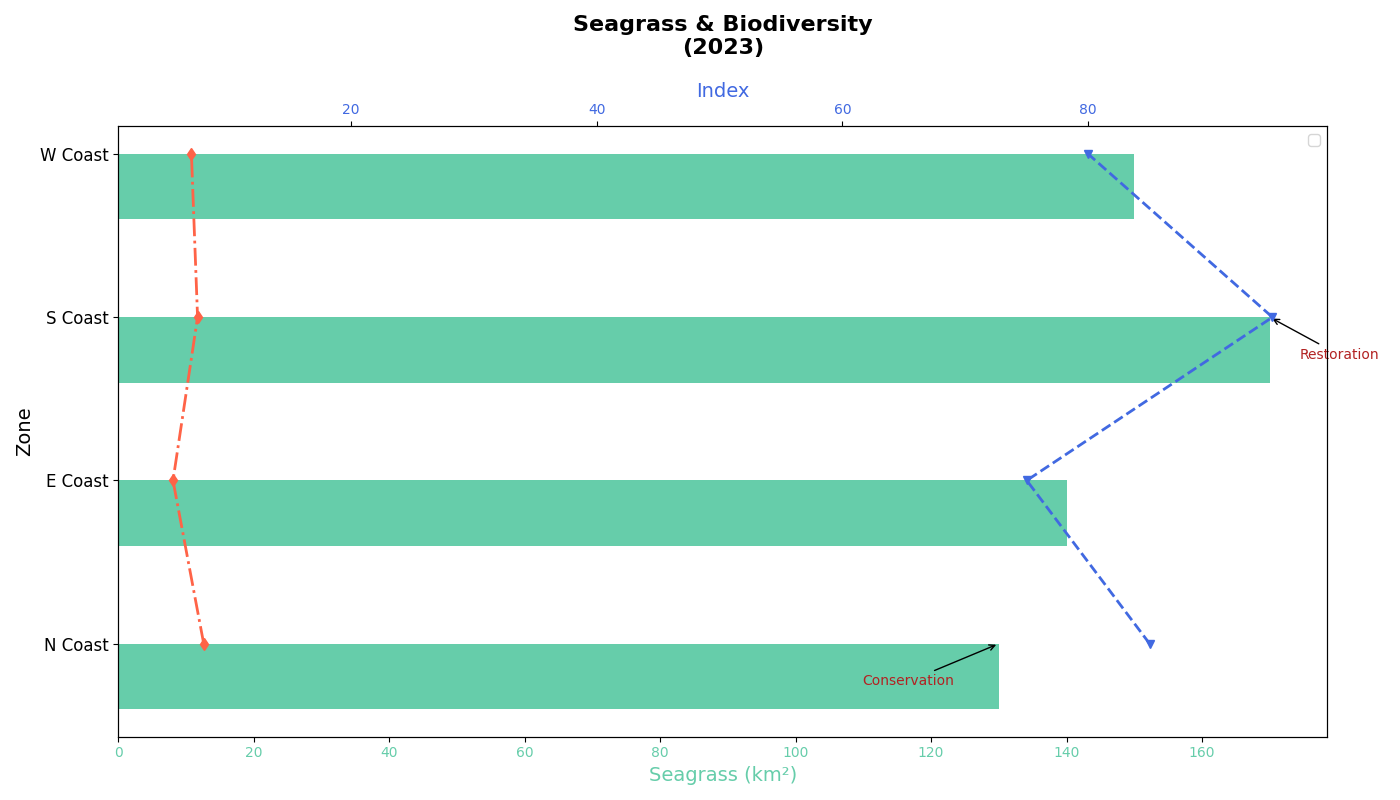 Seagrass & Biodiversity
(2023)
Index
20 40 60 80
W Coast
S Coast
Restoration
Zone
E Coast
N Coast
Conservation
0 20 40 60 80 100 120 140 160
Seagrass (km²)